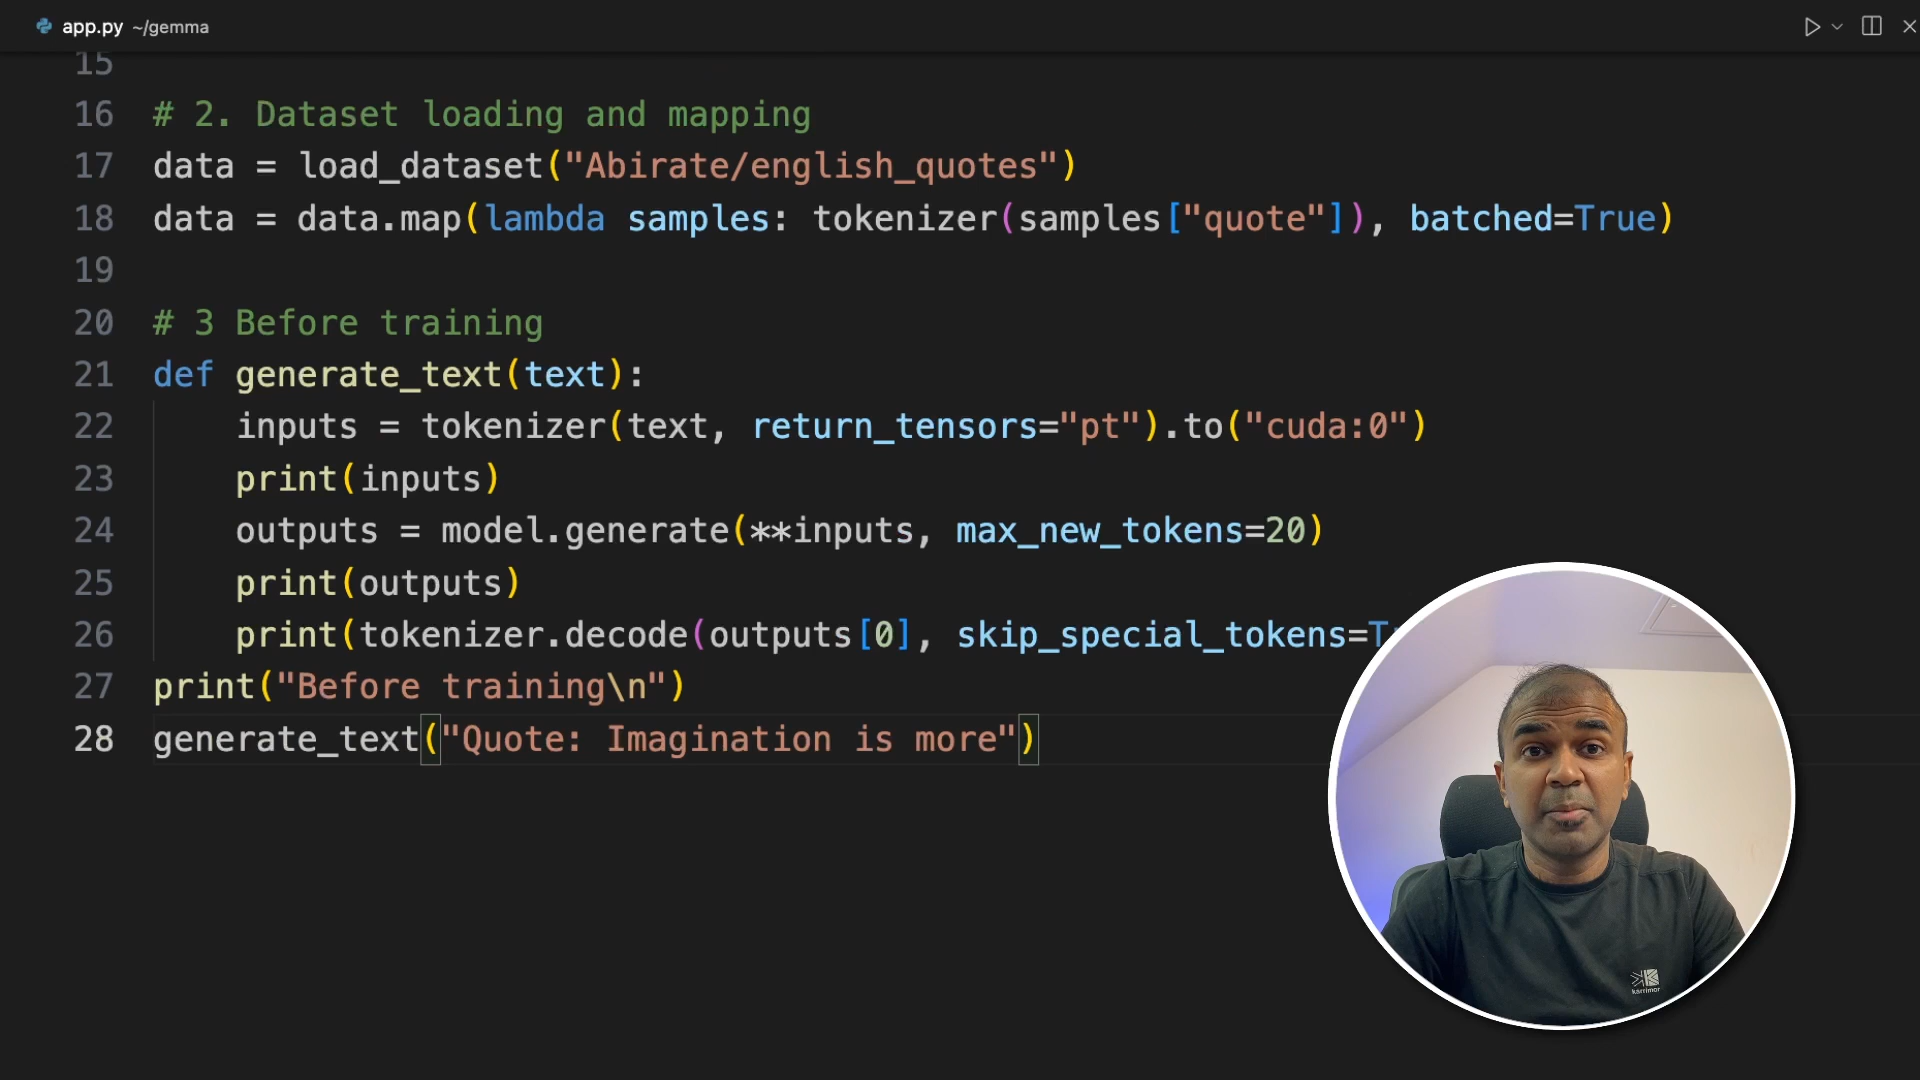 app.py ~/gemma
15
16 # 2. Dataset loading and mapping
17 data = load_dataset("Abirate/english_quotes")
18 data = data.map(lambda samples: tokenizer(samples["quote"]), batched=True)
19
20 # 3 Before training
21 def generate_text(text):
22 inputs = tokenizer(text, return_tensors="pt").to("cuda:0")
23 print(inputs)
24 outputs = model.generate(**inputs, max_new_tokens=20)
25 print(outputs)
26 print(tokenizer.decode(outputs[0], skip_special_tokens=
27 print("Before training\n")
28 generate_text("Quote: Imagination is more")
karrimor